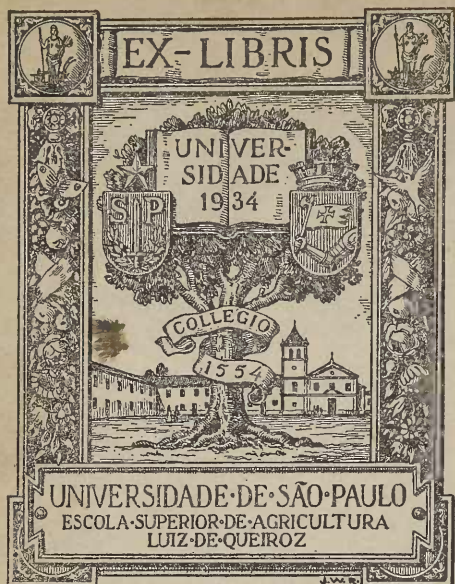 EX-LIBRIS
UNIVER-
SIDADE
1934
S P
COLLEGIO
1554
UNIVERSIDADE·DE·SÃO·PAULO
ESCOLA·SUPERIOR·DE·AGRICULTURA
LUIZ·DE·QUEIROZ
J.W.R.